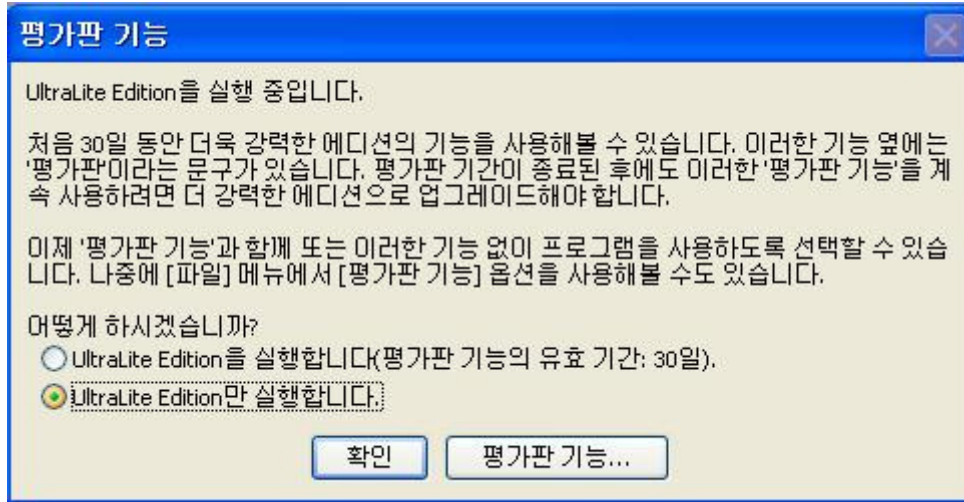 평가판 기능
UltraLite Edition을 실행 중입니다.
처음 30일 동안 더욱 강력한 에디션의 기능을 사용해볼 수 있습니다. 이러한 기능 옆에는
'평가판'이라는 문구가 있습니다. 평가판 기간이 종료된 후에도 이러한 '평가판 기능'을 계
속 사용하려면 더 강력한 에디션으로 업그레이드해야 합니다.
이제 '평가판 기능'과 함께 또는 이러한 기능 없이 프로그램을 사용하도록 선택할 수 있습
니다. 나중에 [파일] 메뉴에서 [평가판 기능] 옵션을 사용해볼 수도 있습니다.
어떻게 하시겠습니까?
UltraLite Edition을 실행합니다(평가판 기능의 유효 기간: 30일).
UltraLite Edition만 실행합니다.
확인
평가판 기능...